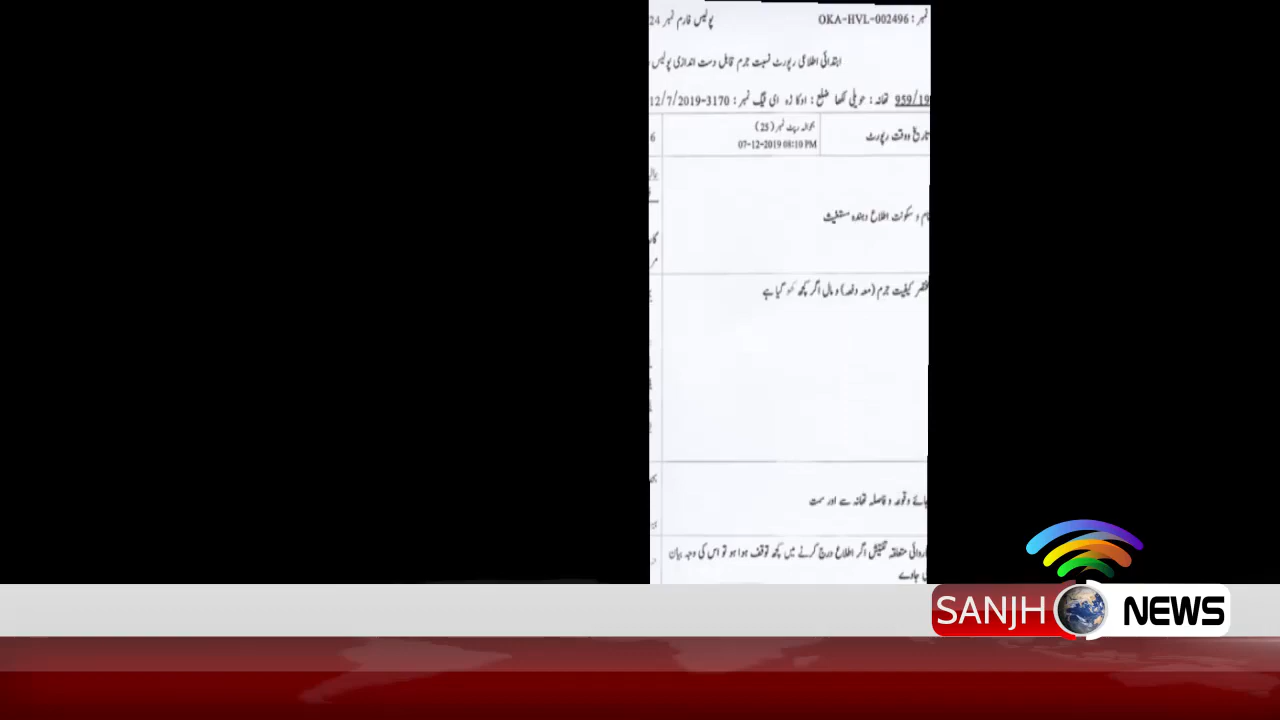 نمبر : OKA-HVL-002496 پولیس فارم نمبر 24
ابتدائی اطلاعی رپورٹ نسبت جرم قابل دست اندازی پولیس
959/19 تھانہ : حویلی لکھا ضلع : اوکاڑہ ای ٹیگ نمبر : 12/7/2019-3170
تاریخ ووقت رپورٹ
بحوالہ رپٹ نمبر (25)
07-12-2019 08:10 PM
6
نام و سکونت اطلاع دہندہ مستغیث
مختصر کیفیت جرم (معہ دفعہ) و مال اگر کچھ کھو گیا ہے
جائے وقوعہ و فاصلہ تھانہ سے اور سمت
کاروائی متعلقہ تفتیش اگر اطلاع درج کرنے میں کچھ توقف ہوا ہو تو اس کی وجہ بیان
کی جاوے
SANJH NEWS